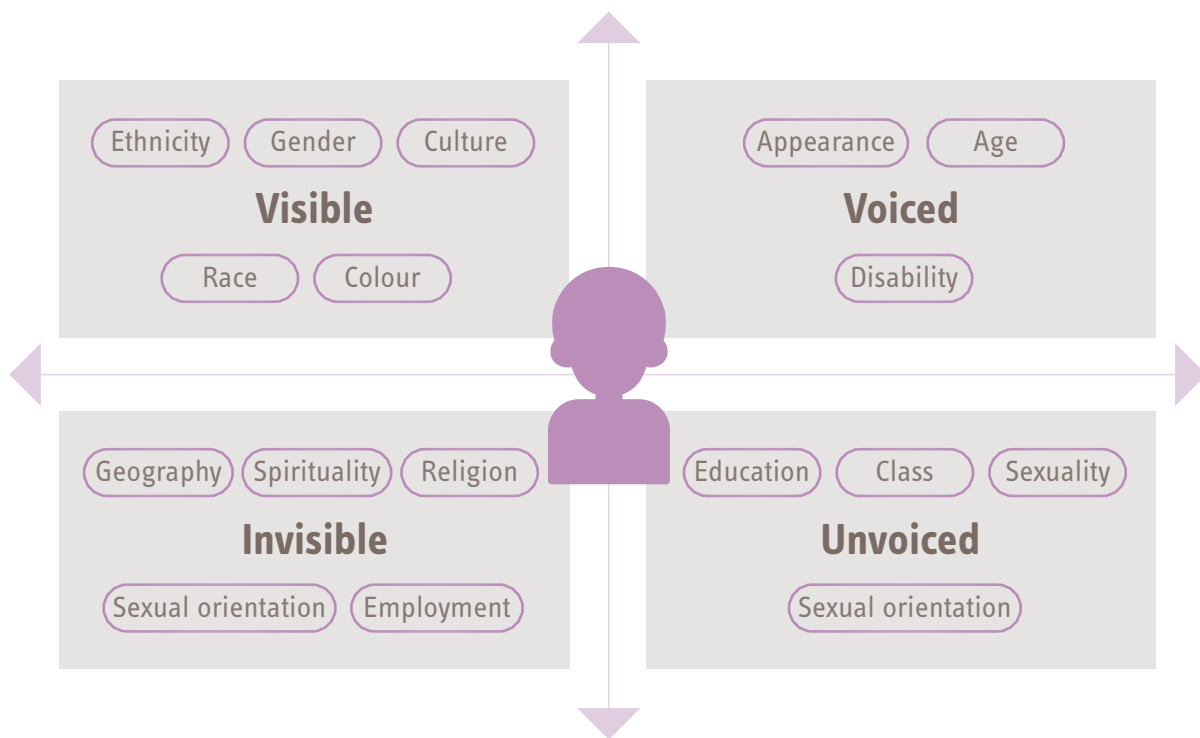 Ethnicity Gender Culture
Visible
Race Colour
Appearance Age
Voiced
Disability
Geography Spirituality Religion
Invisible
Sexual orientation Employment
Education Class Sexuality
Unvoiced
Sexual orientation